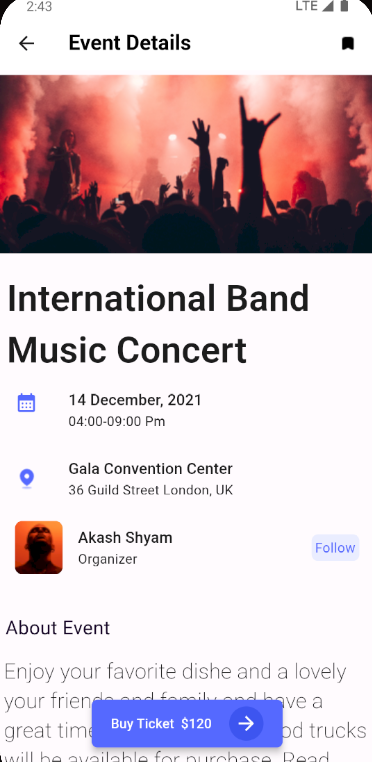 2:43 LTE
Event Details
International Band
Music Concert
14 December, 2021
04:00-09:00 Pm
Gala Convention Center
36 Guild Street London, UK
Akash Shyam
Organizer
Follow
About Event
Enjoy your favorite dishe and a lovely
your friends and family and have a
great time food trucks
Buy Ticket $120
will be available for purchase. Read